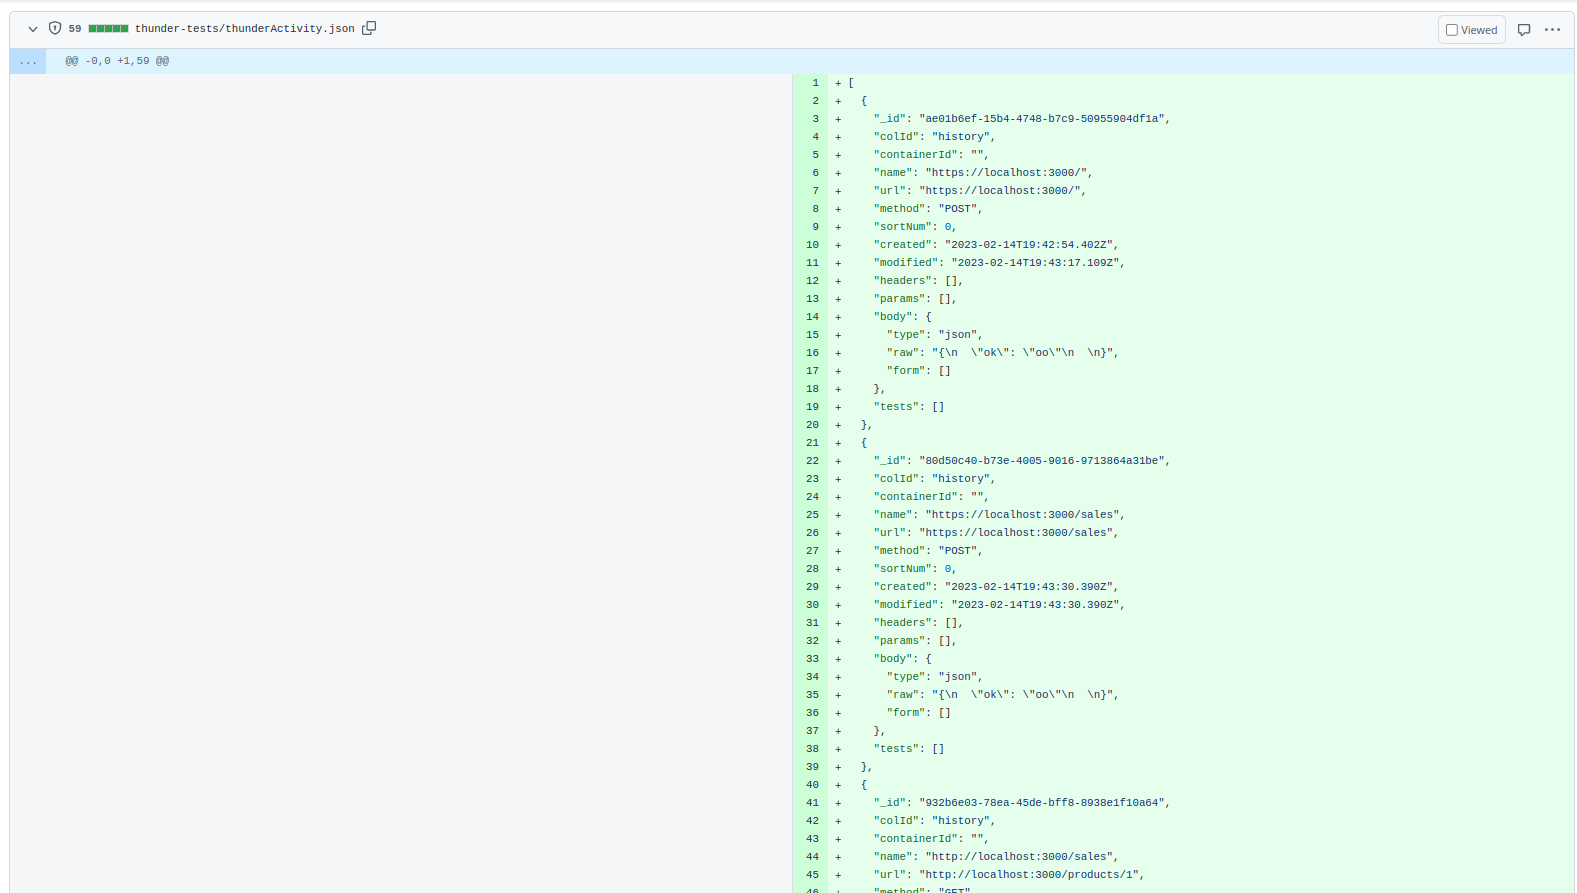 59 thunder-tests/thunderActivity.json Viewed
... @@ -0,0 +1,59 @@
1 + [
2 + {
3 + "_id": "ae01b6ef-15b4-4748-b7c9-50955904df1a",
4 + "colId": "history",
5 + "containerId": "",
6 + "name": "https://localhost:3000/",
7 + "url": "https://localhost:3000/",
8 + "method": "POST",
9 + "sortNum": 0,
10 + "created": "2023-02-14T19:42:54.402Z",
11 + "modified": "2023-02-14T19:43:17.109Z",
12 + "headers": [],
13 + "params": [],
14 + "body": {
15 + "type": "json",
16 + "raw": "{\n  \"ok\": \"oo\"\n  \n}",
17 + "form": []
18 + },
19 + "tests": []
20 + },
21 + {
22 + "_id": "80d50c40-b73e-4005-9016-9713864a31be",
23 + "colId": "history",
24 + "containerId": "",
25 + "name": "https://localhost:3000/sales",
26 + "url": "https://localhost:3000/sales",
27 + "method": "POST",
28 + "sortNum": 0,
29 + "created": "2023-02-14T19:43:30.390Z",
30 + "modified": "2023-02-14T19:43:30.390Z",
31 + "headers": [],
32 + "params": [],
33 + "body": {
34 + "type": "json",
35 + "raw": "{\n  \"ok\": \"oo\"\n  \n}",
36 + "form": []
37 + },
38 + "tests": []
39 + },
40 + {
41 + "_id": "932b6e03-78ea-45de-bff8-8938e1f10a64",
42 + "colId": "history",
43 + "containerId": "",
44 + "name": "http://localhost:3000/sales",
45 + "url": "http://localhost:3000/products/1",
46 + "method": "GET"